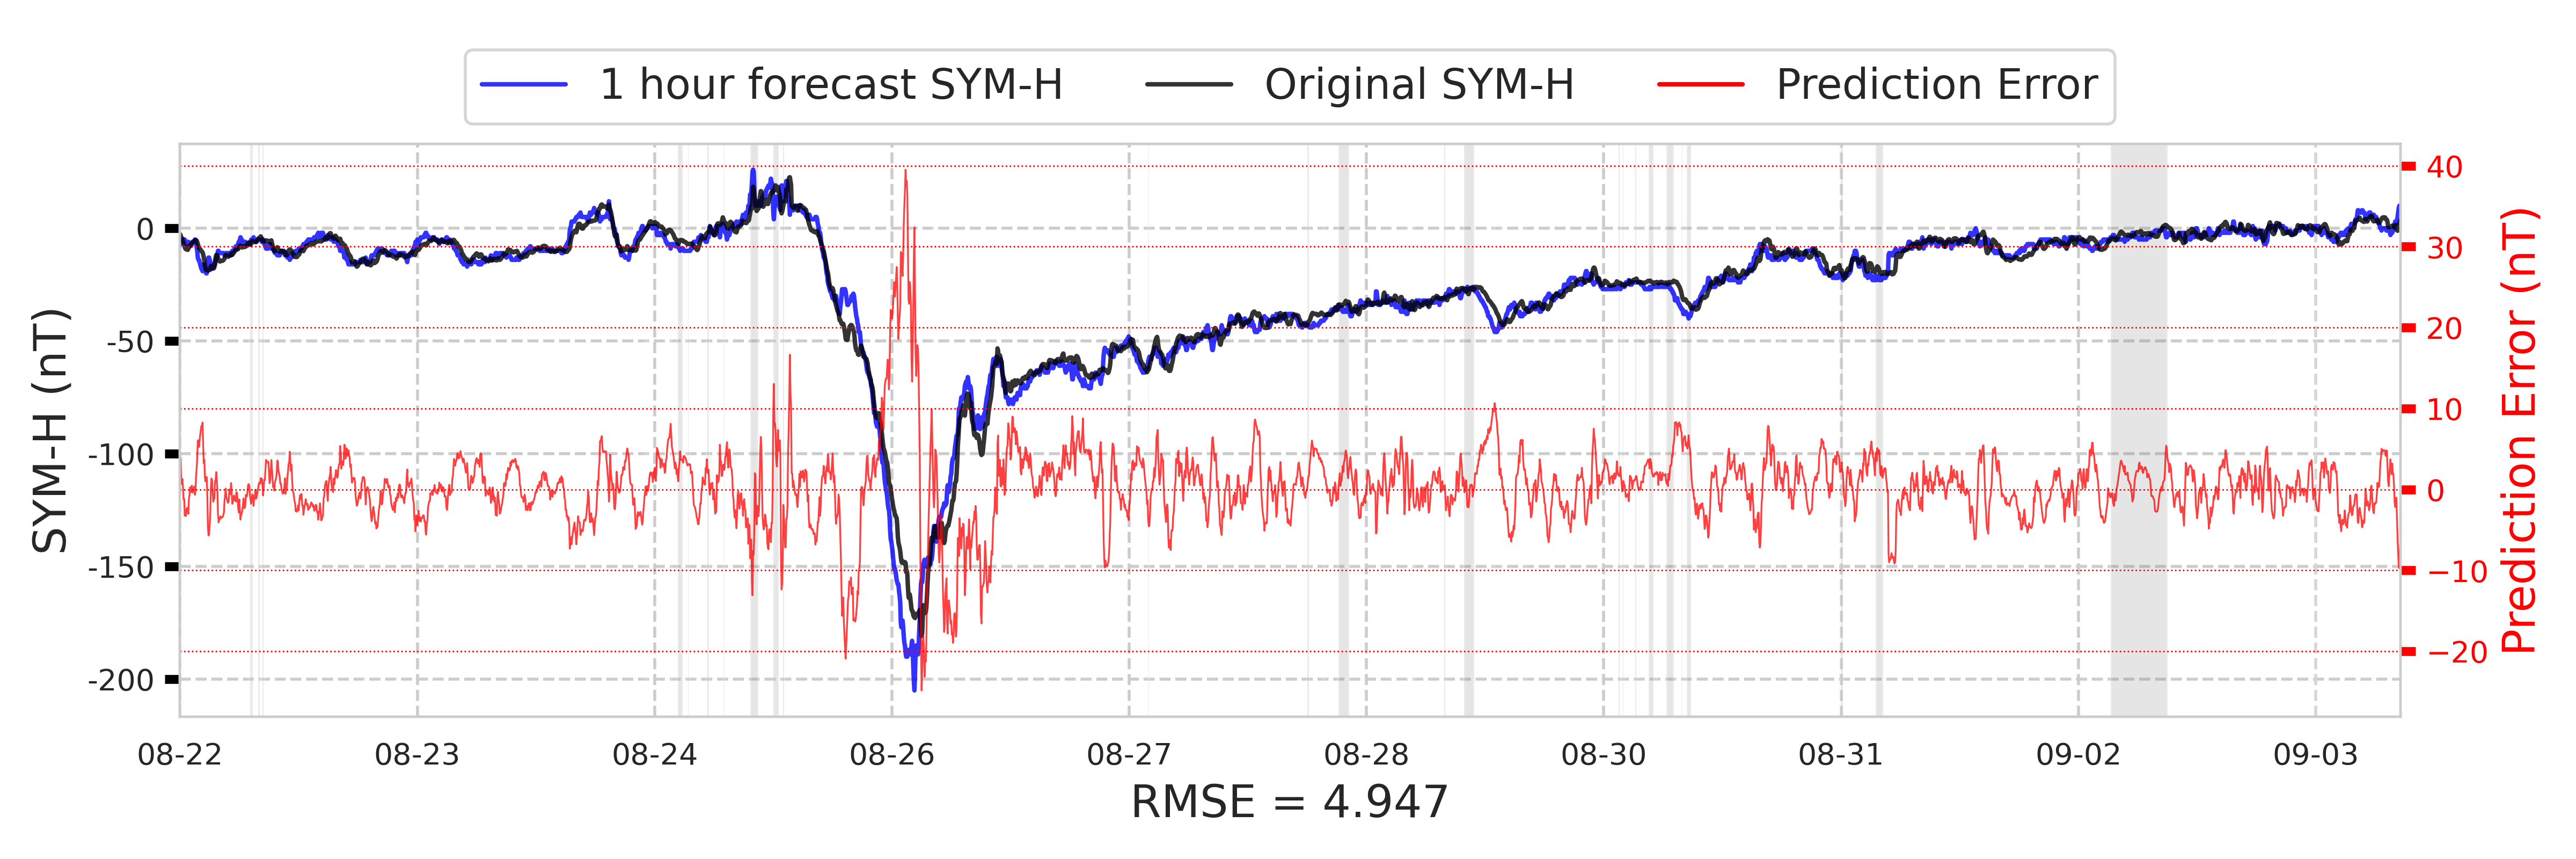 1 hour forecast SYM-H Original SYM-H Prediction Error
SYM-H (nT)
0
-50
-100
-150
-200
40
30
20
10
0
−10
−20
Prediction Error (nT)
08-22 08-23 08-24 08-26 08-27 08-28 08-30 08-31 09-02 09-03
RMSE = 4.947